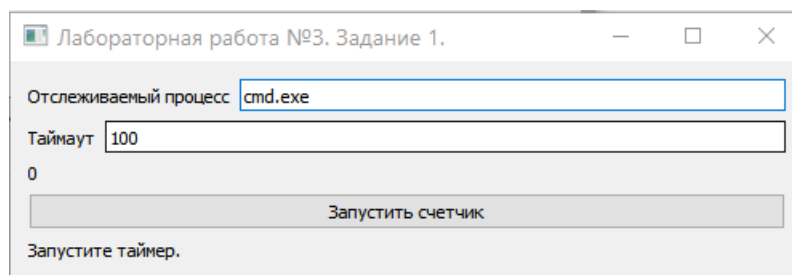 Лабораторная работа №3. Задание 1.
Отслеживаемый процесс cmd.exe
Таймаут 100
0
Запустить счетчик
Запустите таймер.